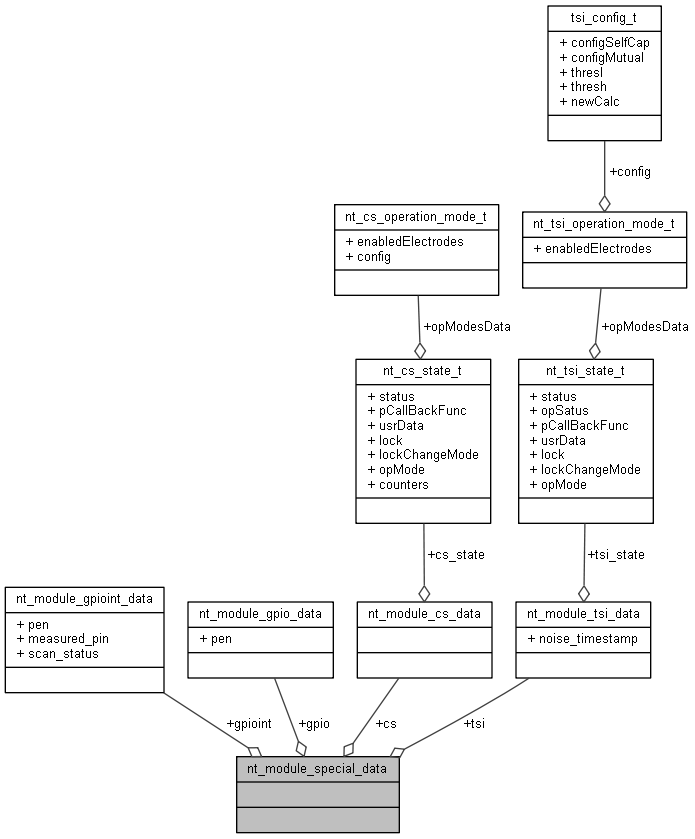 tsi_config_t
+ configSelfCap
+ configMutual
+ thresl
+ thresh
+ newCalc
+config
nt_cs_operation_mode_t
+ enabledElectrodes
+ config
nt_tsi_operation_mode_t
+ enabledElectrodes
+opModesData
+opModesData
nt_cs_state_t
+ status
+ pCallBackFunc
+ usrData
+ lock
+ lockChangeMode
+ opMode
+ counters
nt_tsi_state_t
+ status
+ opSatus
+ pCallBackFunc
+ usrData
+ lock
+ lockChangeMode
+ opMode
+cs_state
+tsi_state
nt_module_gpioint_data
+ pen
+ measured_pin
+ scan_status
nt_module_gpio_data
+ pen
nt_module_cs_data
nt_module_tsi_data
+ noise_timestamp
+gpioint
+gpio
+cs
+tsi
nt_module_special_data